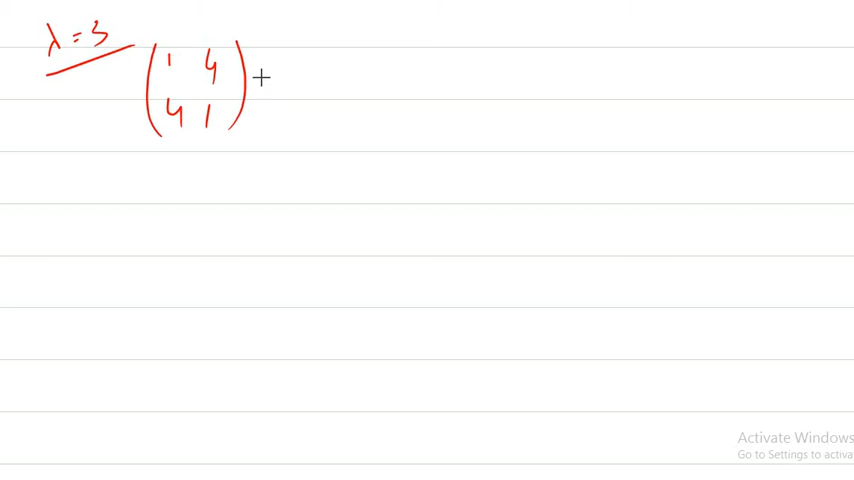 λ = 3
1 4
4 1
Activate Windows
Go to Settings to activa